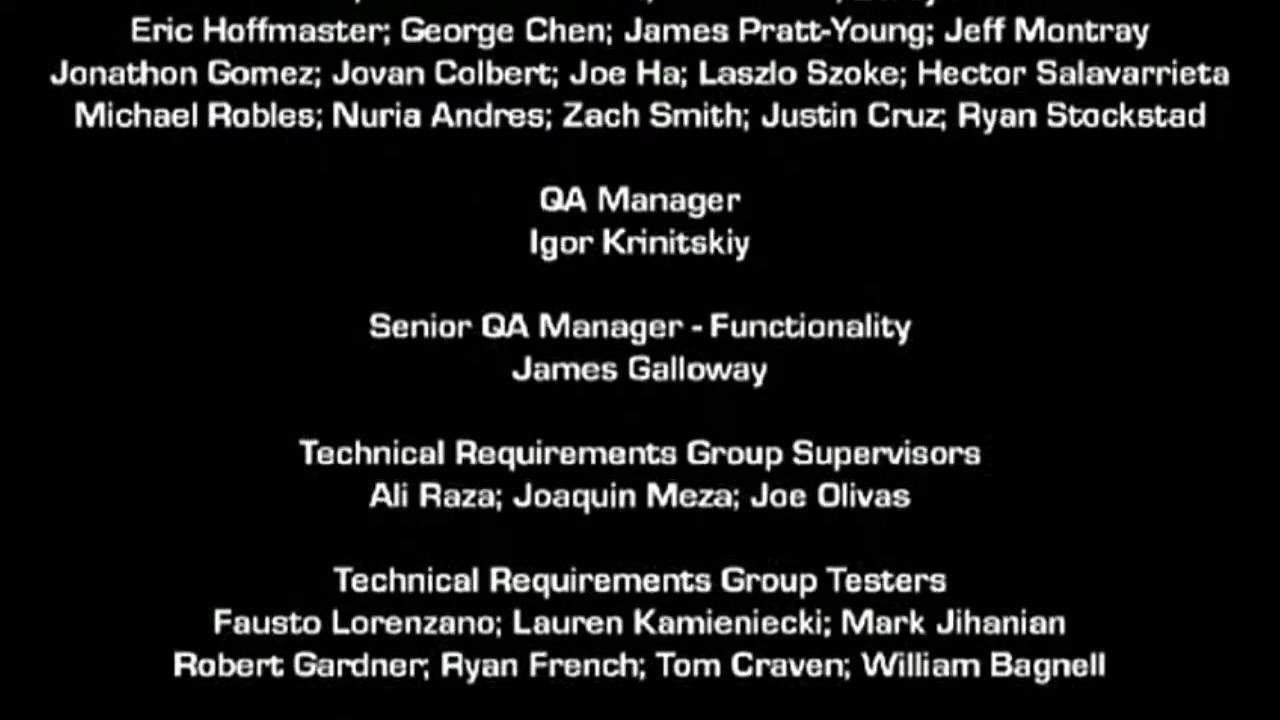 Eric Hoffmaster; George Chen; James Pratt-Young; Jeff Montray
Jonathon Gomez; Jovan Colbert; Joe Ha; Laszlo Szoke; Hector Salavarrieta
Michael Robles; Nuria Andres; Zach Smith; Justin Cruz; Ryan Stockstad
QA Manager
Igor Krinitskiy
Senior QA Manager - Functionality
James Galloway
Technical Requirements Group Supervisors
Ali Raza; Joaquin Meza; Joe Olivas
Technical Requirements Group Testers
Fausto Lorenzano; Lauren Kamieniecki; Mark Jihanian
Robert Gardner; Ryan French; Tom Craven; William Bagnell